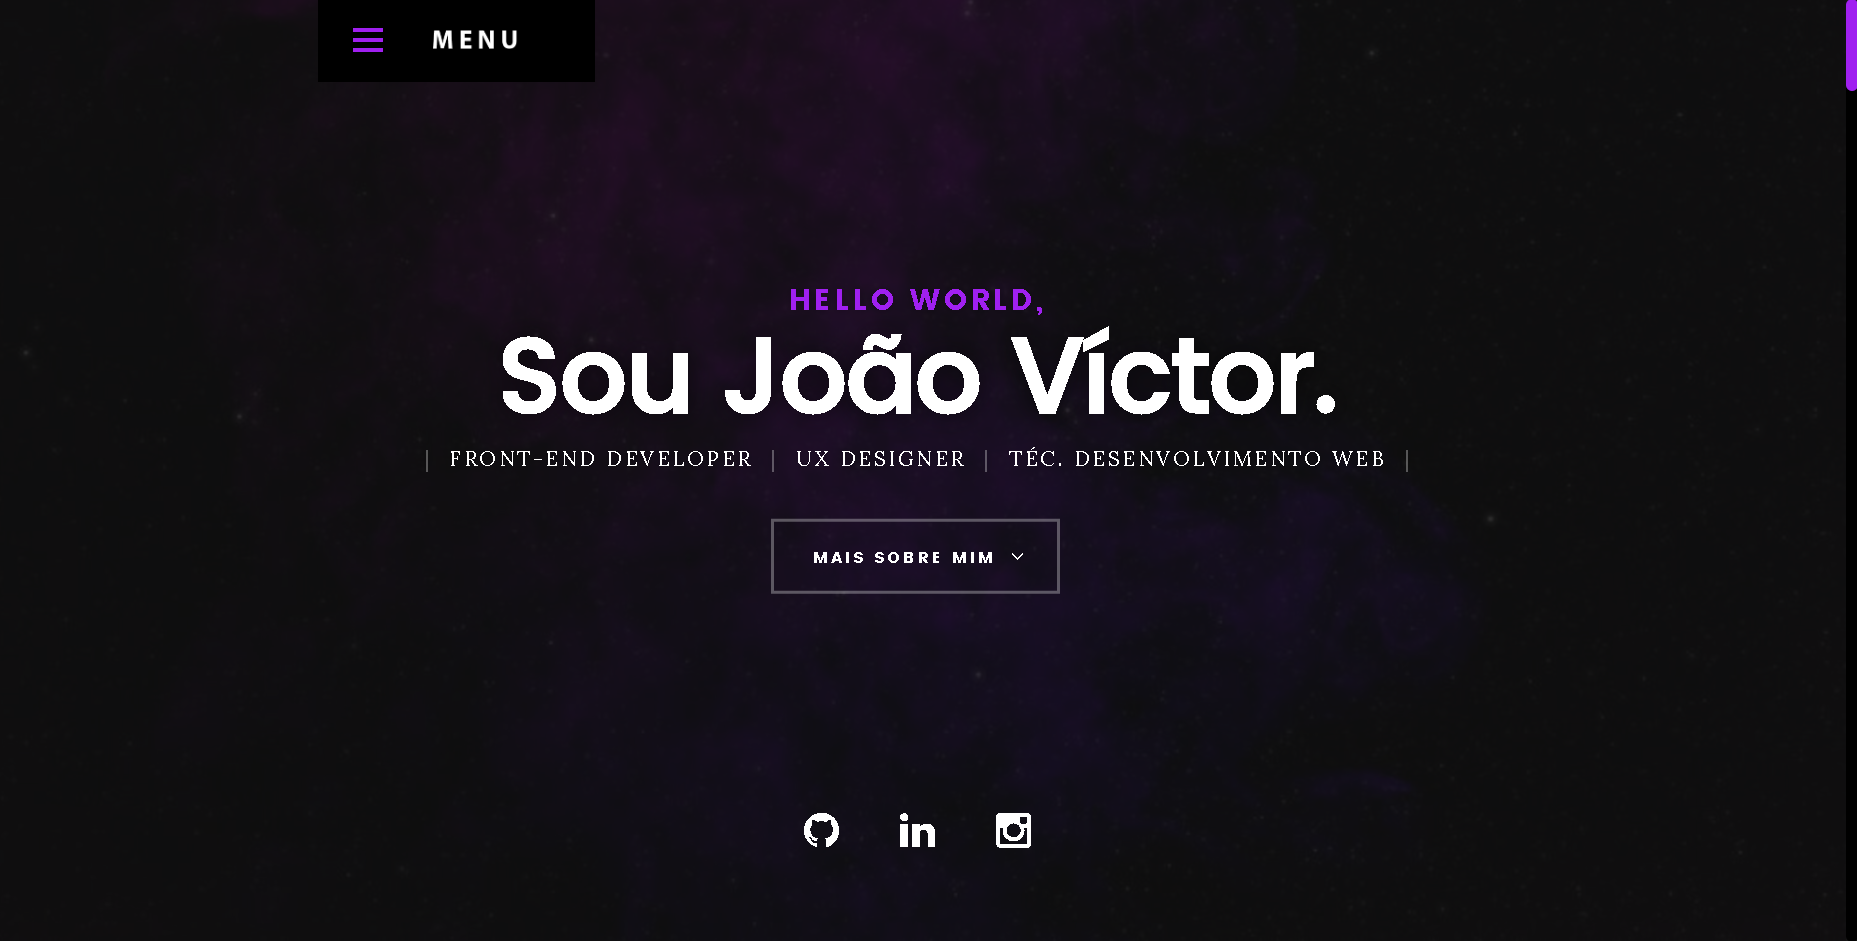 MENU
HELLO WORLD,
Sou João Víctor.
| FRONT-END DEVELOPER | UX DESIGNER | TÉC. DESENVOLVIMENTO WEB |
MAIS SOBRE MIM